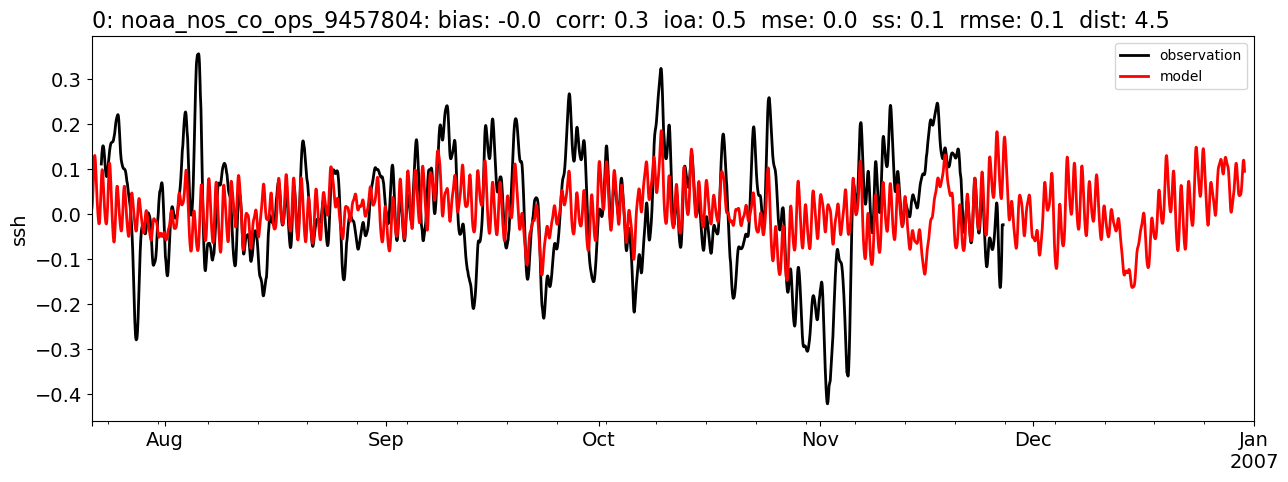 0: noaa_nos_co_ops_9457804: bias: -0.0  corr: 0.3  ioa: 0.5  mse: 0.0  ss: 0.1  rmse: 0.1  dist: 4.5
observation
model
0.3
0.2
0.1
0.0
−0.1
−0.2
−0.3
−0.4
ssh
Aug
Sep
Oct
Nov
Dec
Jan
2007